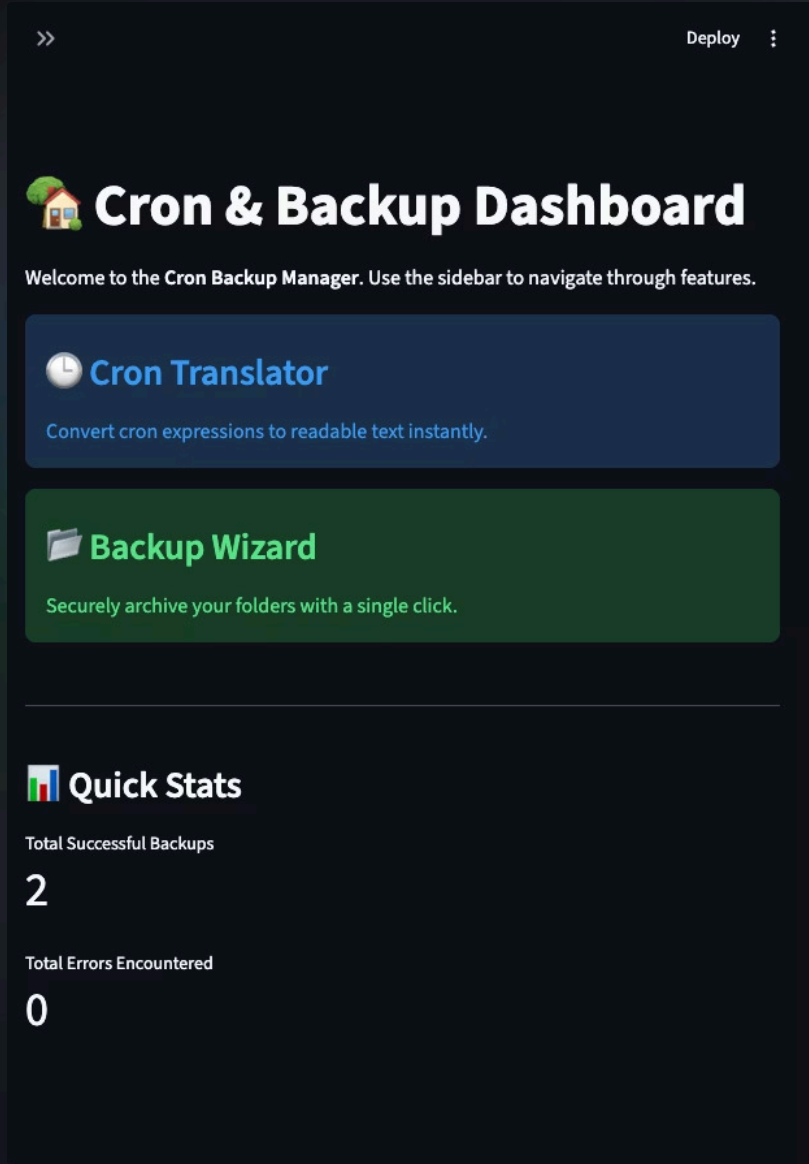 Deploy
Cron & Backup Dashboard
Welcome to the Cron Backup Manager. Use the sidebar to navigate through features.
Cron Translator
Convert cron expressions to readable text instantly.
Backup Wizard
Securely archive your folders with a single click.
Quick Stats
Total Successful Backups
2
Total Errors Encountered
0